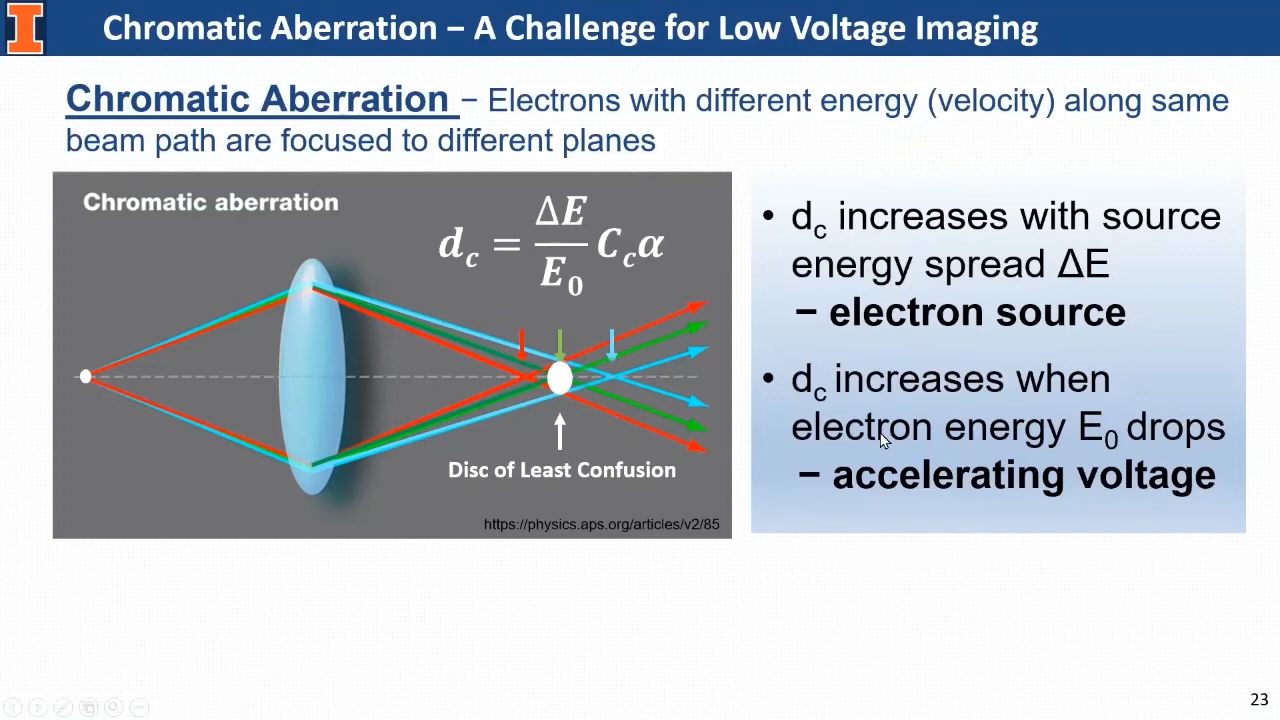 Chromatic Aberration – A Challenge for Low Voltage Imaging
Chromatic Aberration – Electrons with different energy (velocity) along same
beam path are focused to different planes
Chromatic aberration
d_c = ΔE/E_0 C_c α
Disc of Least Confusion
https://physics.aps.org/articles/v2/85
• d_c increases with source
energy spread ΔE
– electron source
• d_c increases when
electron energy E_0 drops
– accelerating voltage
23